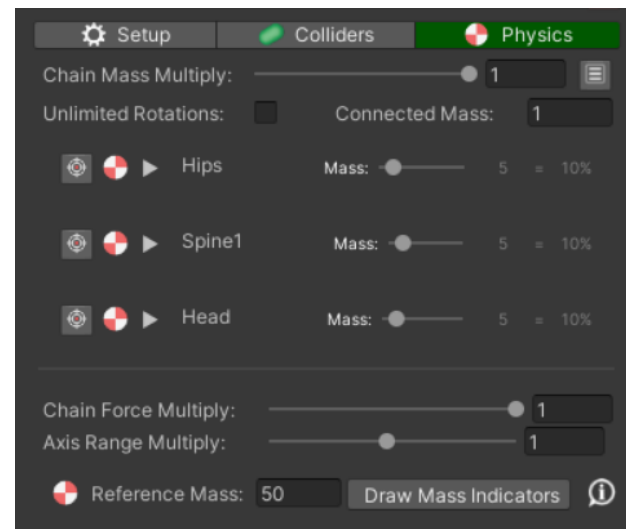 Setup Colliders Physics
Chain Mass Multiply: 1
Unlimited Rotations: Connected Mass: 1
Hips Mass: 5 = 10%
Spine1 Mass: 5 = 10%
Head Mass: 5 = 10%
Chain Force Multiply: 1
Axis Range Multiply: 1
Reference Mass: 50 Draw Mass Indicators